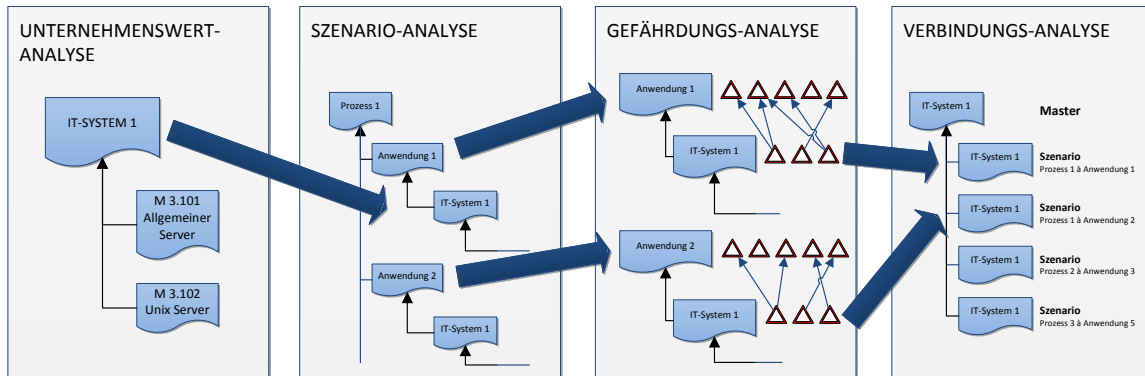 UNTERNEHMENSWERT-
ANALYSE
IT-SYSTEM 1
M 3.101
Allgemeiner
Server
M 3.102
Unix Server
SZENARIO-ANALYSE
Prozess 1
Anwendung 1
IT-System 1
Anwendung 2
IT-System 1
GEFÄHRDUNGS-ANALYSE
Anwendung 1
IT-System 1
Anwendung 2
IT-System 1
VERBINDUNGS-ANALYSE
IT-System 1
Master
IT-System 1
Szenario
Prozess 1 à Anwendung 1
IT-System 1
Szenario
Prozess 1 à Anwendung 2
IT-System 1
Szenario
Prozess 2 à Anwendung 3
IT-System 1
Szenario
Prozess 3 à Anwendung 5